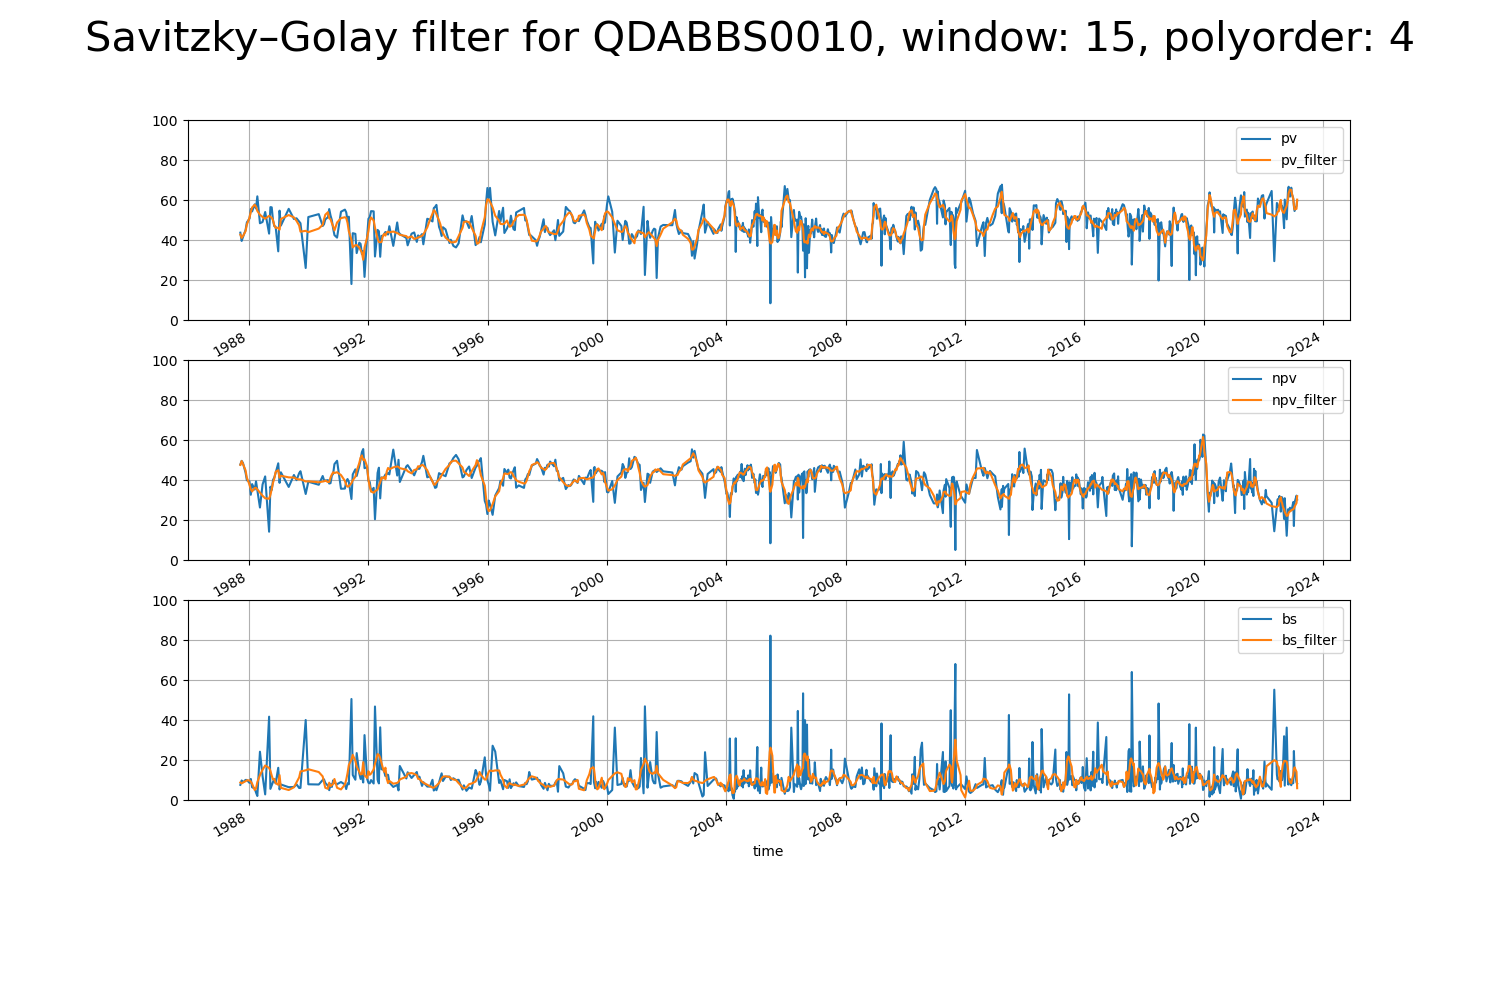 Savitzky–Golay filter for QDABBS0010, window: 15, polyorder: 4
100
80
60
40
20
0
pv
pv_filter
1988 1992 1996 2000 2004 2008 2012 2016 2020 2024
100
80
60
40
20
0
npv
npv_filter
1988 1992 1996 2000 2004 2008 2012 2016 2020 2024
100
80
60
40
20
0
bs
bs_filter
1988 1992 1996 2000 2004 2008 2012 2016 2020 2024
time